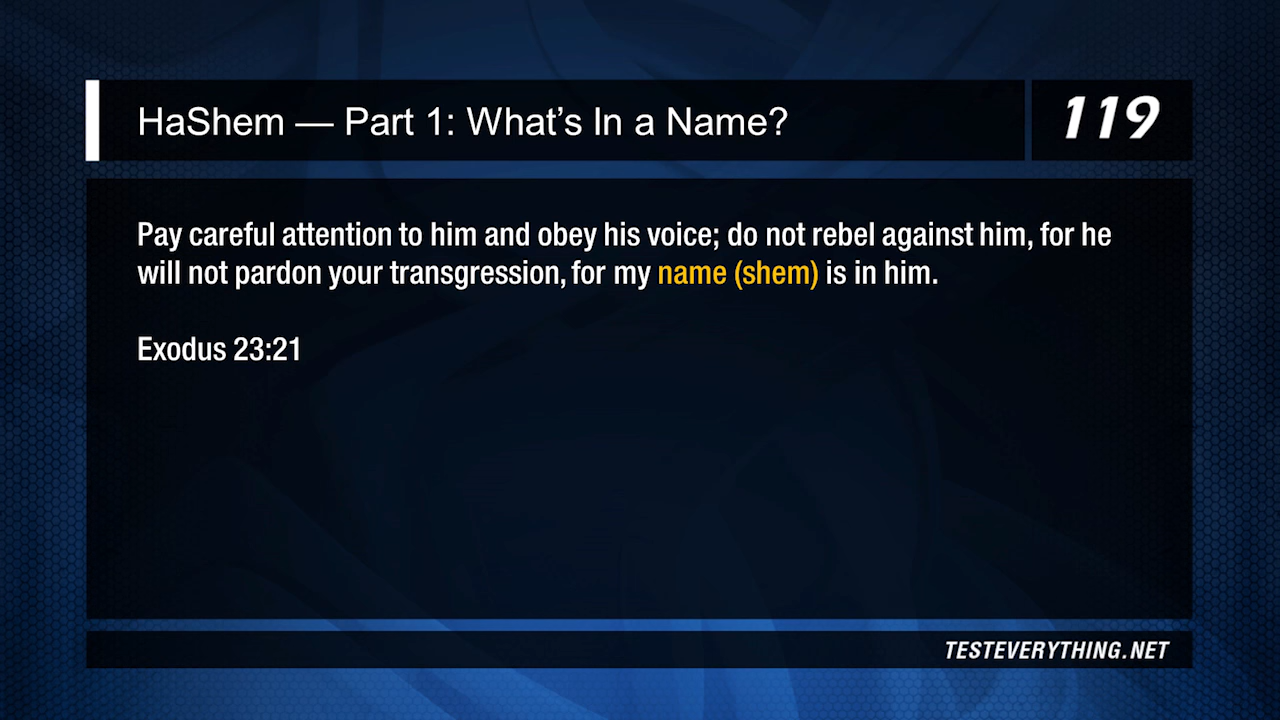 HaShem — Part 1: What’s In a Name?
119
Pay careful attention to him and obey his voice; do not rebel against him, for he
will not pardon your transgression, for my name (shem) is in him.
Exodus 23:21
TESTEVERYTHING.NET